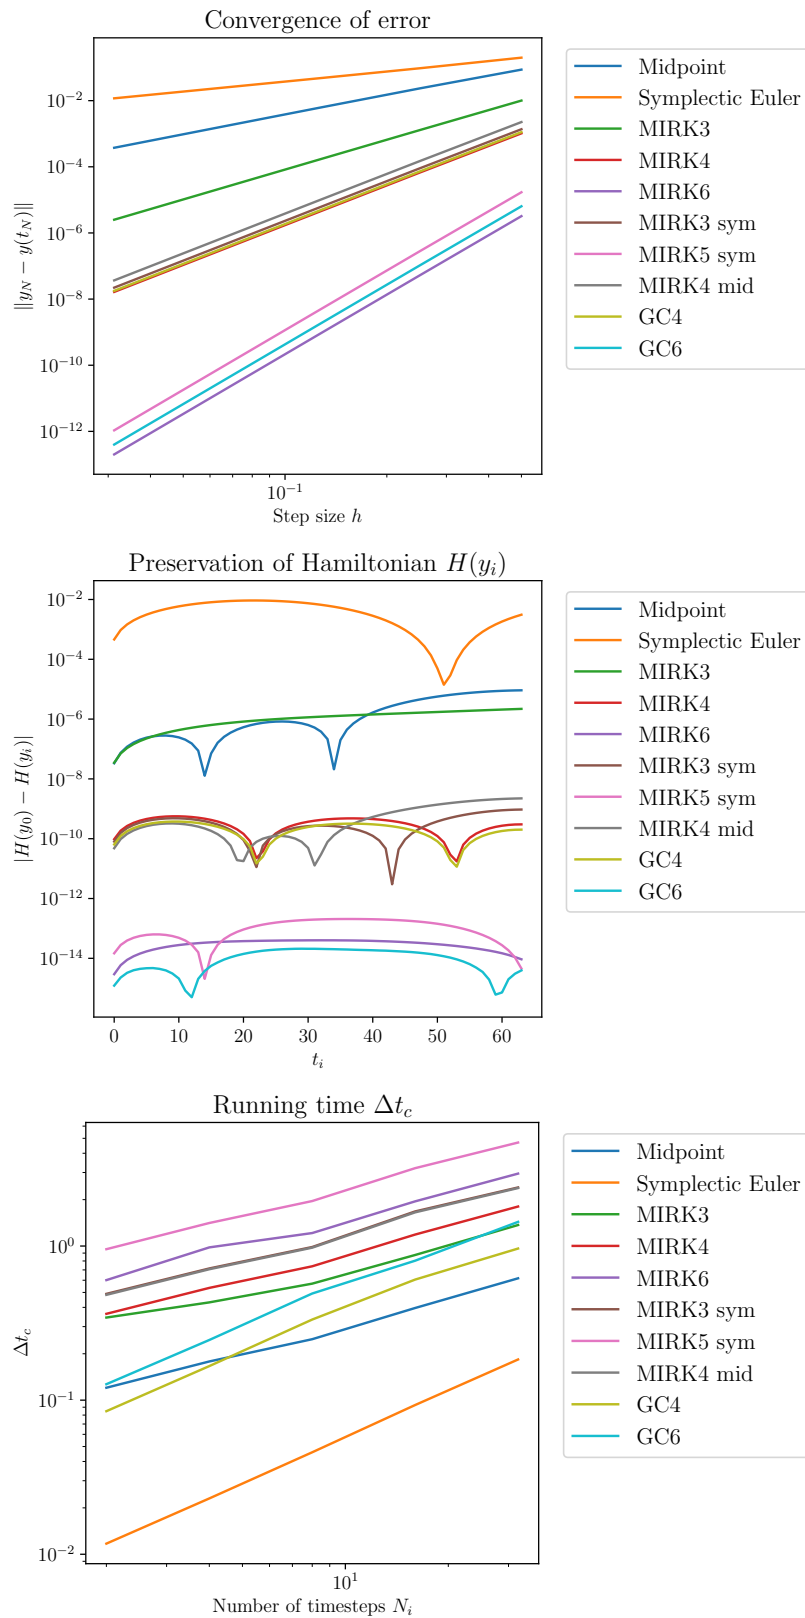 Convergence of error
10⁻²
10⁻⁴
10⁻⁶
10⁻⁸
10⁻¹⁰
10⁻¹²
||y_N − y(t_N)||
10⁻¹
Step size h
Midpoint
Symplectic Euler
MIRK3
MIRK4
MIRK6
MIRK3 sym
MIRK5 sym
MIRK4 mid
GC4
GC6
Preservation of Hamiltonian H(y_i)
10⁻²
10⁻⁴
10⁻⁶
10⁻⁸
10⁻¹⁰
10⁻¹²
10⁻¹⁴
|H(y_0) − H(y_i)|
0 10 20 30 40 50 60
t_i
Midpoint
Symplectic Euler
MIRK3
MIRK4
MIRK6
MIRK3 sym
MIRK5 sym
MIRK4 mid
GC4
GC6
Running time Δt_c
10⁰
10⁻¹
10⁻²
Δt_c
10¹
Number of timesteps N_i
Midpoint
Symplectic Euler
MIRK3
MIRK4
MIRK6
MIRK3 sym
MIRK5 sym
MIRK4 mid
GC4
GC6